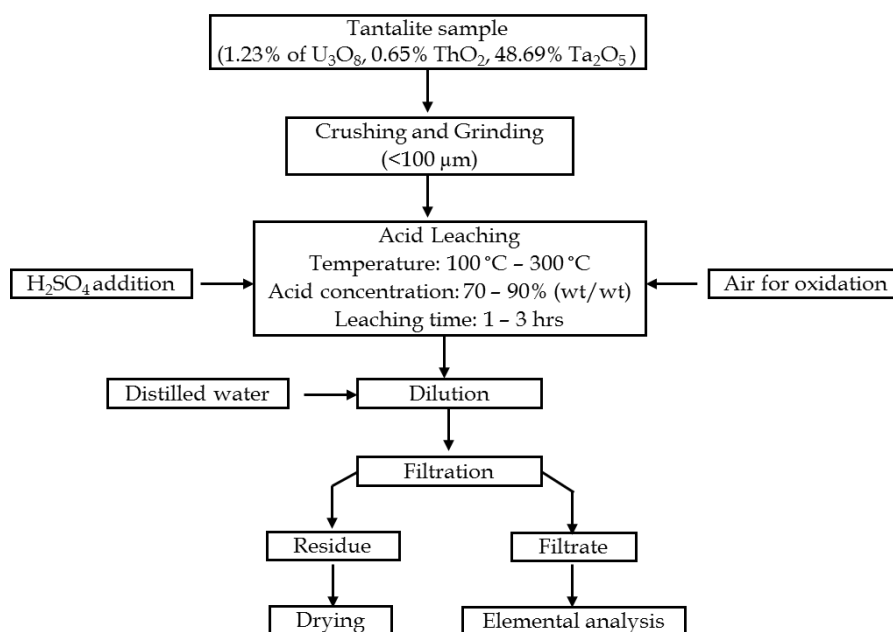 Tantalite sample
(1.23% of U₃O₈, 0.65% ThO₂, 48.69% Ta₂O₅)
Crushing and Grinding
(<100 µm)
Acid Leaching
Temperature: 100 °C – 300 °C
Acid concentration: 70 – 90% (wt/wt)
Leaching time: 1 – 3 hrs
H₂SO₄ addition
Air for oxidation
Distilled water
Dilution
Filtration
Residue
Filtrate
Drying
Elemental analysis